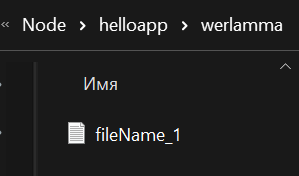 « Node > helloapp > werlamma
Имя
fileName_1